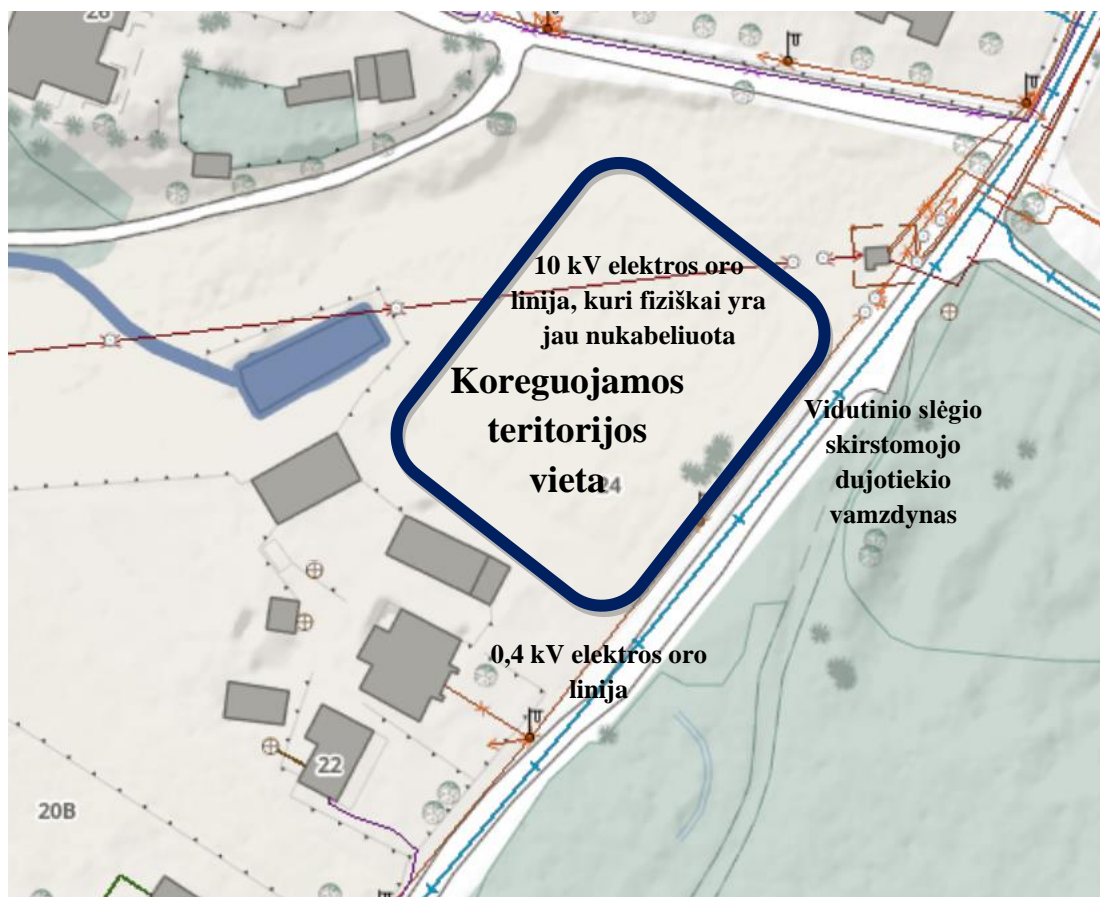 10 kV elektros oro
linija, kuri fiziškai yra
jau nukabeliuota
Koreguojamos
teritorijos
vieta
24
Vidutinio slėgio
skirstomojo
dujotiekio
vamzdynas
0,4 kV elektros oro
linija
22
20B